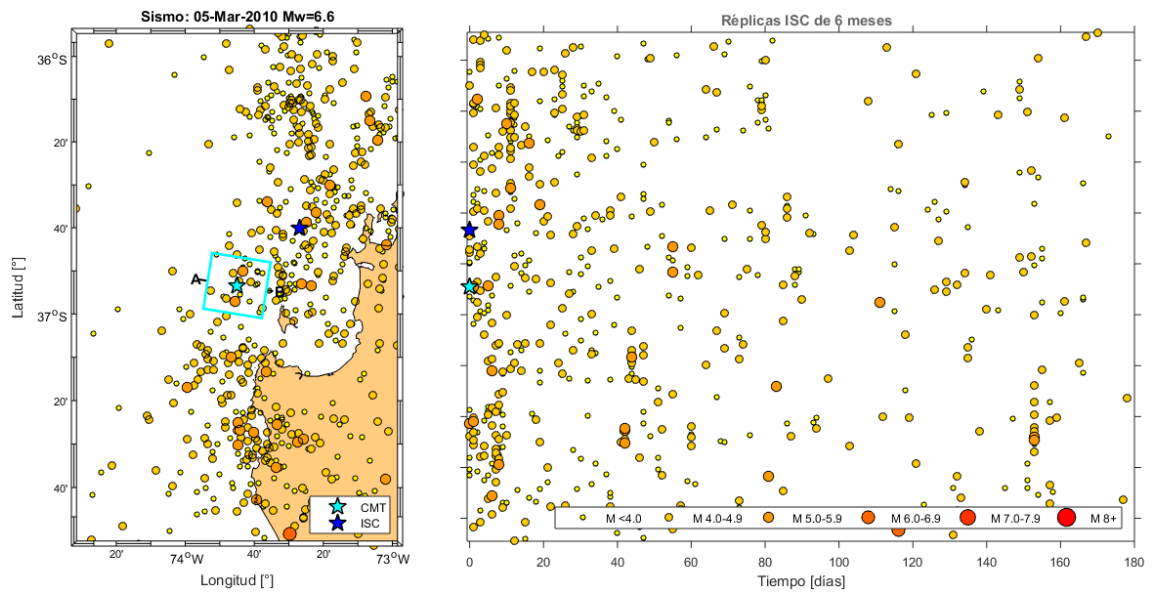 Sismo: 05-Mar-2010 Mw=6.6
Réplicas ISC de 6 meses
36°S
20'
40'
37°S
20'
40'
Latitud [°]
A
B
CMT
ISC
20'
74°W
40'
20'
73°W
Longitud [°]
M <4.0
M 4.0-4.9
M 5.0-5.9
M 6.0-6.9
M 7.0-7.9
M 8+
0
20
40
60
80
100
120
140
160
180
Tiempo [días]